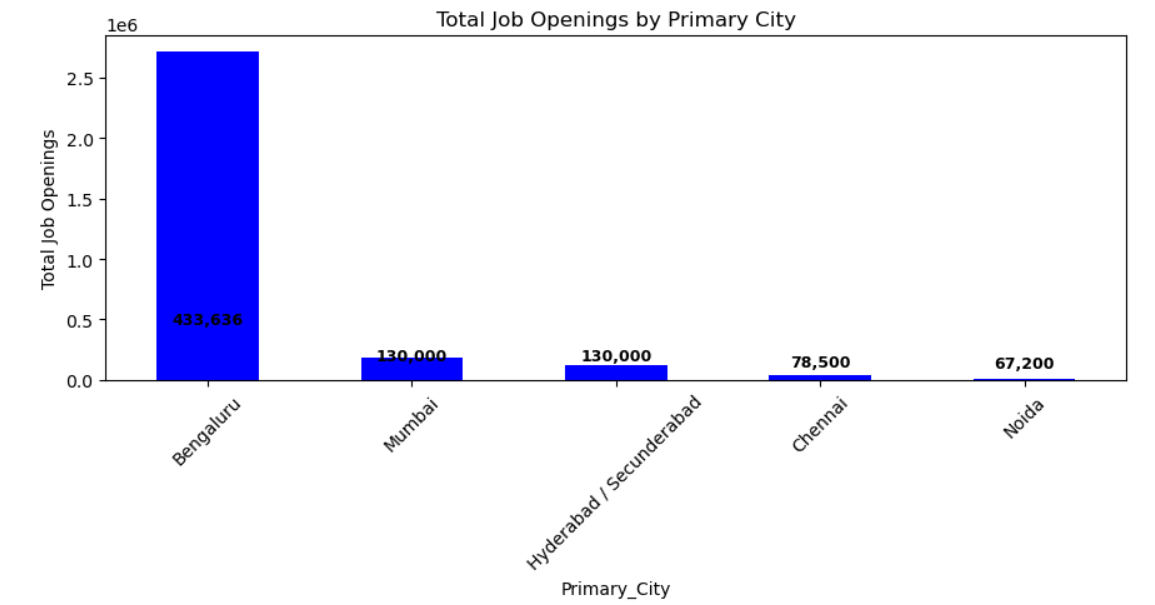 Total Job Openings by Primary City
1e6
Total Job Openings
2.5
2.0
1.5
1.0
0.5
0.0
433,636
130,000
130,000
78,500
67,200
Bengaluru
Mumbai
Hyderabad / Secunderabad
Chennai
Noida
Primary_City